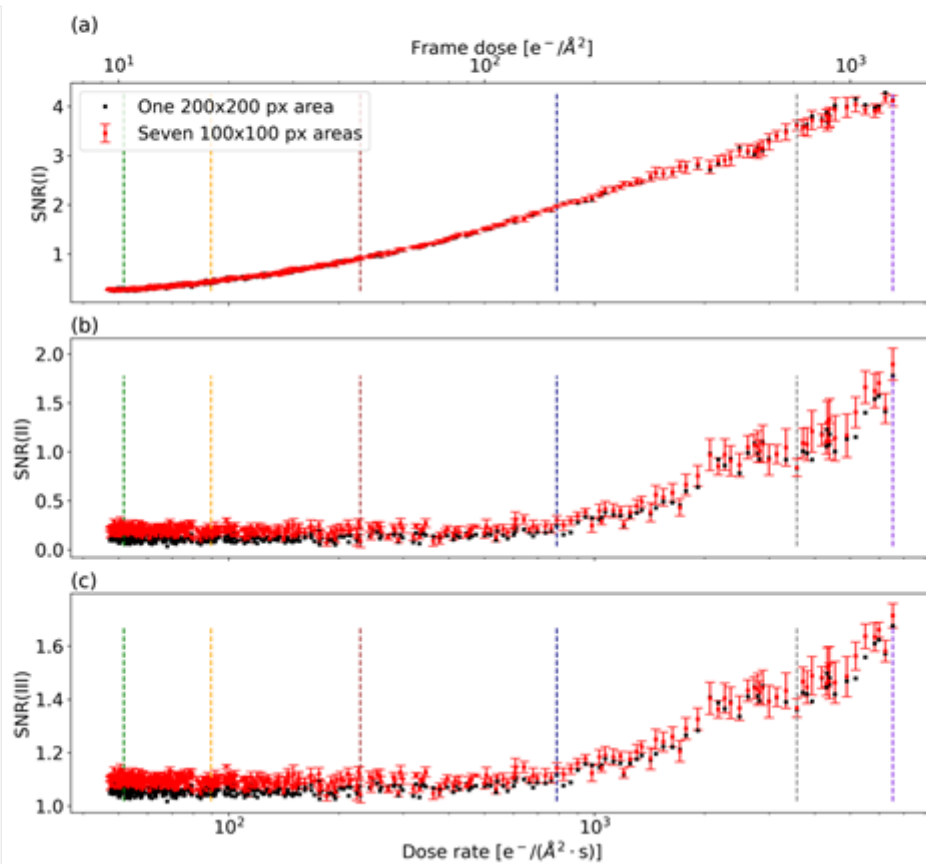 (a)
Frame dose [e⁻/Å²]
10¹ 10² 10³
One 200x200 px area
Seven 100x100 px areas
4
3
2
1
SNR(I)
(b)
2.0
1.5
1.0
0.5
0.0
SNR(II)
(c)
1.6
1.4
1.2
1.0
SNR(III)
10² 10³
Dose rate [e⁻/(Å² · s)]